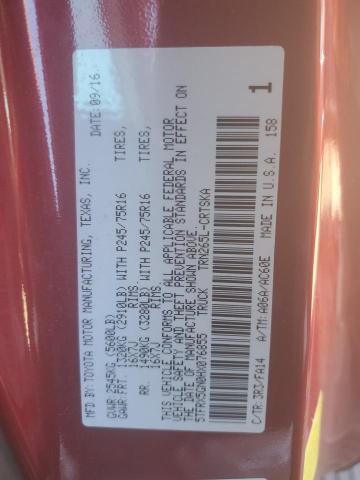 MFD. BY TOYOTA MOTOR MANUFACTURING, TEXAS, INC. DATE: 09/16
GVWR 2545KG (5600LB)
GAWR FRT. 1320KG (2910LB) WITH P245/75R16 TIRES,
16X7J RIMS,
RR. 1490KG (3280LB) WITH P245/75R16 TIRES,
16X7J RIMS,
THIS VEHICLE CONFORMS TO ALL APPLICABLE FEDERAL MOTOR
VEHICLE SAFETY AND THEFT PREVENTION STANDARDS IN EFFECT ON
THE DATE OF MANUFACTURE SHOWN ABOVE.
5TFRX5GN0HX076855 TRUCK TRN265L-CRTSKA
C/TR: 3R3/FA14 A/TM: A06A/AC60E MADE IN U.S.A.
158
1